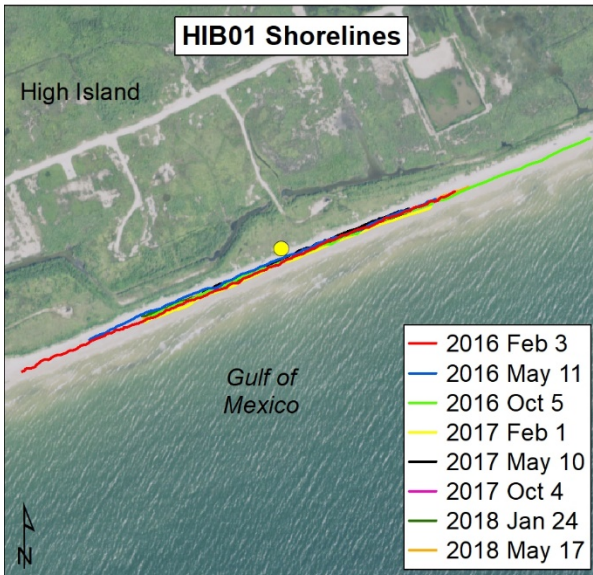 HIB01 Shorelines
High Island
Gulf of
Mexico
2016 Feb 3
2016 May 11
2016 Oct 5
2017 Feb 1
2017 May 10
2017 Oct 4
2018 Jan 24
2018 May 17
N